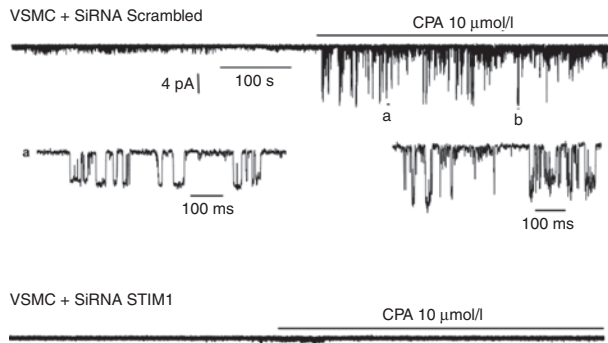 VSMC + SiRNA Scrambled
CPA 10 μmol/l
4 pA
100 s
a
b
a
100 ms
100 ms
VSMC + SiRNA STIM1
CPA 10 μmol/l